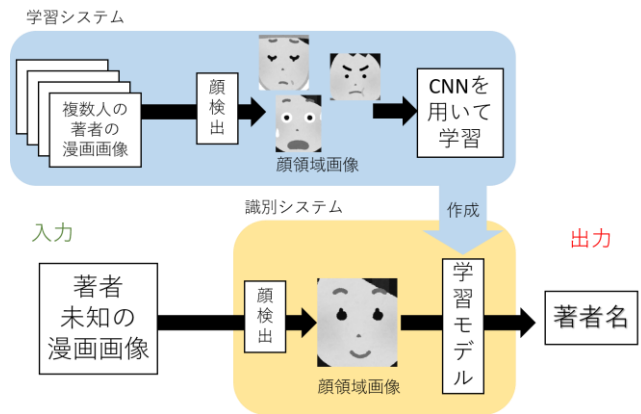 学習システム
複数人の
著者の
漫画画像
顔
検
出
顔領域画像
CNNを
用いて
学習
作成
識別システム
入力
著者
未知の
漫画画像
顔
検
出
顔領域画像
学
習
モ
デ
ル
出力
著者名